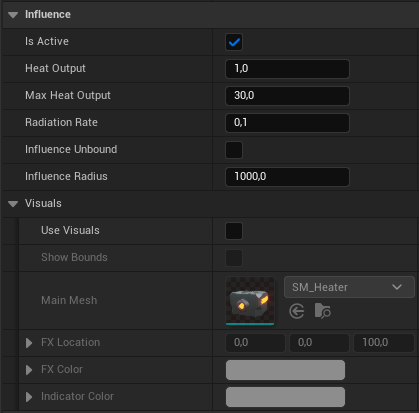 Influence
Is Active
Heat Output 1,0
Max Heat Output 30,0
Radiation Rate 0,1
Influence Unbound
Influence Radius 1000,0
Visuals
Use Visuals
Show Bounds
Main Mesh SM_Heater
FX Location 0,0 0,0 100,0
FX Color
Indicator Color